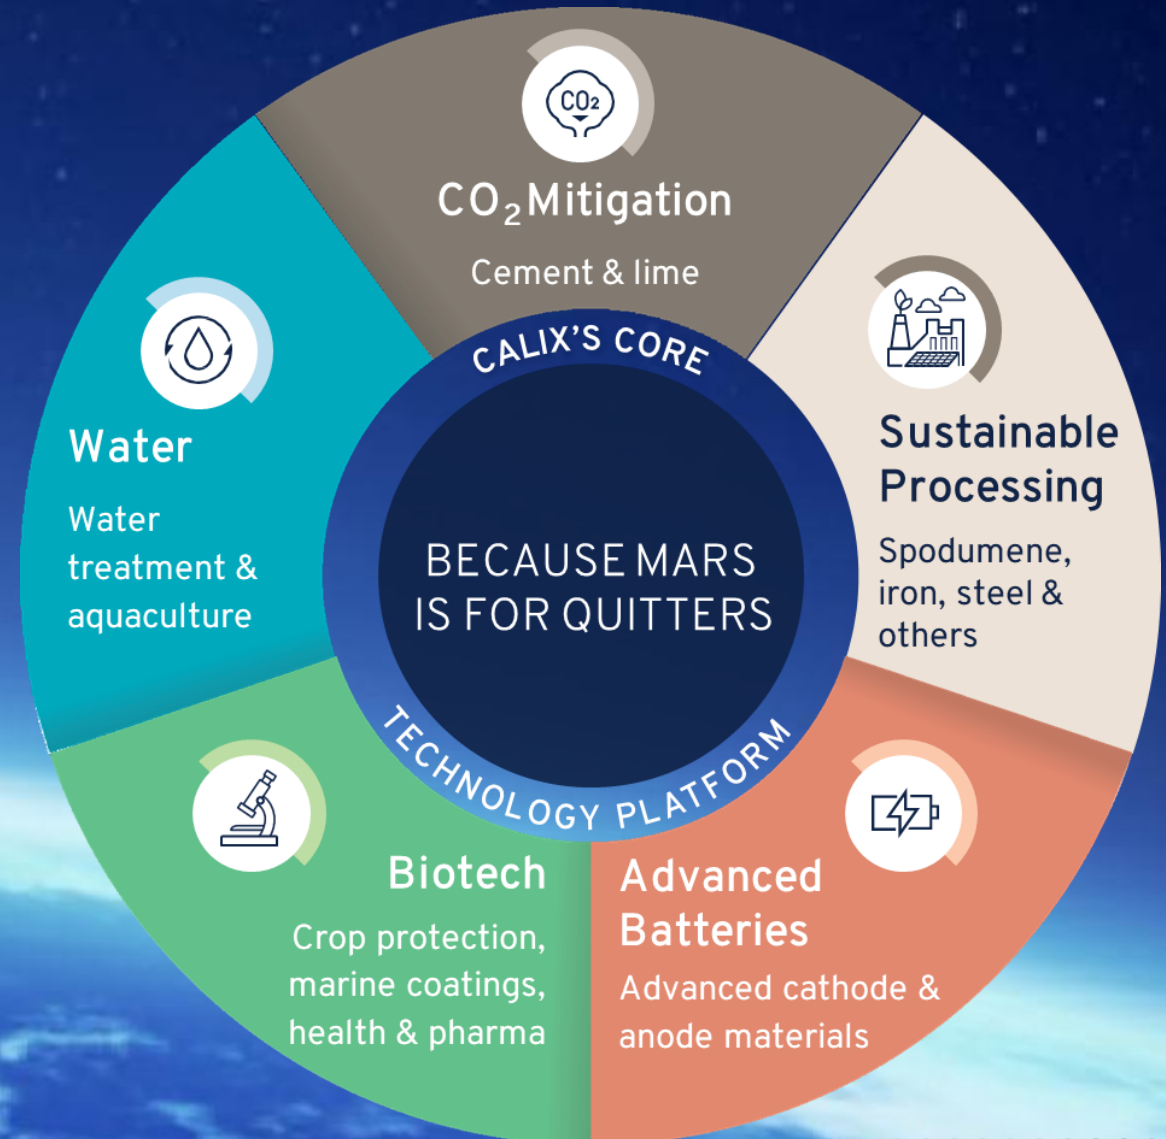 CO₂
CO₂ Mitigation
Cement & lime
CALIX'S CORE
Sustainable
Processing
Spodumene,
iron, steel &
others
Water
Water
treatment &
aquaculture
BECAUSE MARS
IS FOR QUITTERS
TECHNOLOGY PLATFORM
Biotech
Crop protection,
marine coatings,
health & pharma
Advanced
Batteries
Advanced cathode &
anode materials